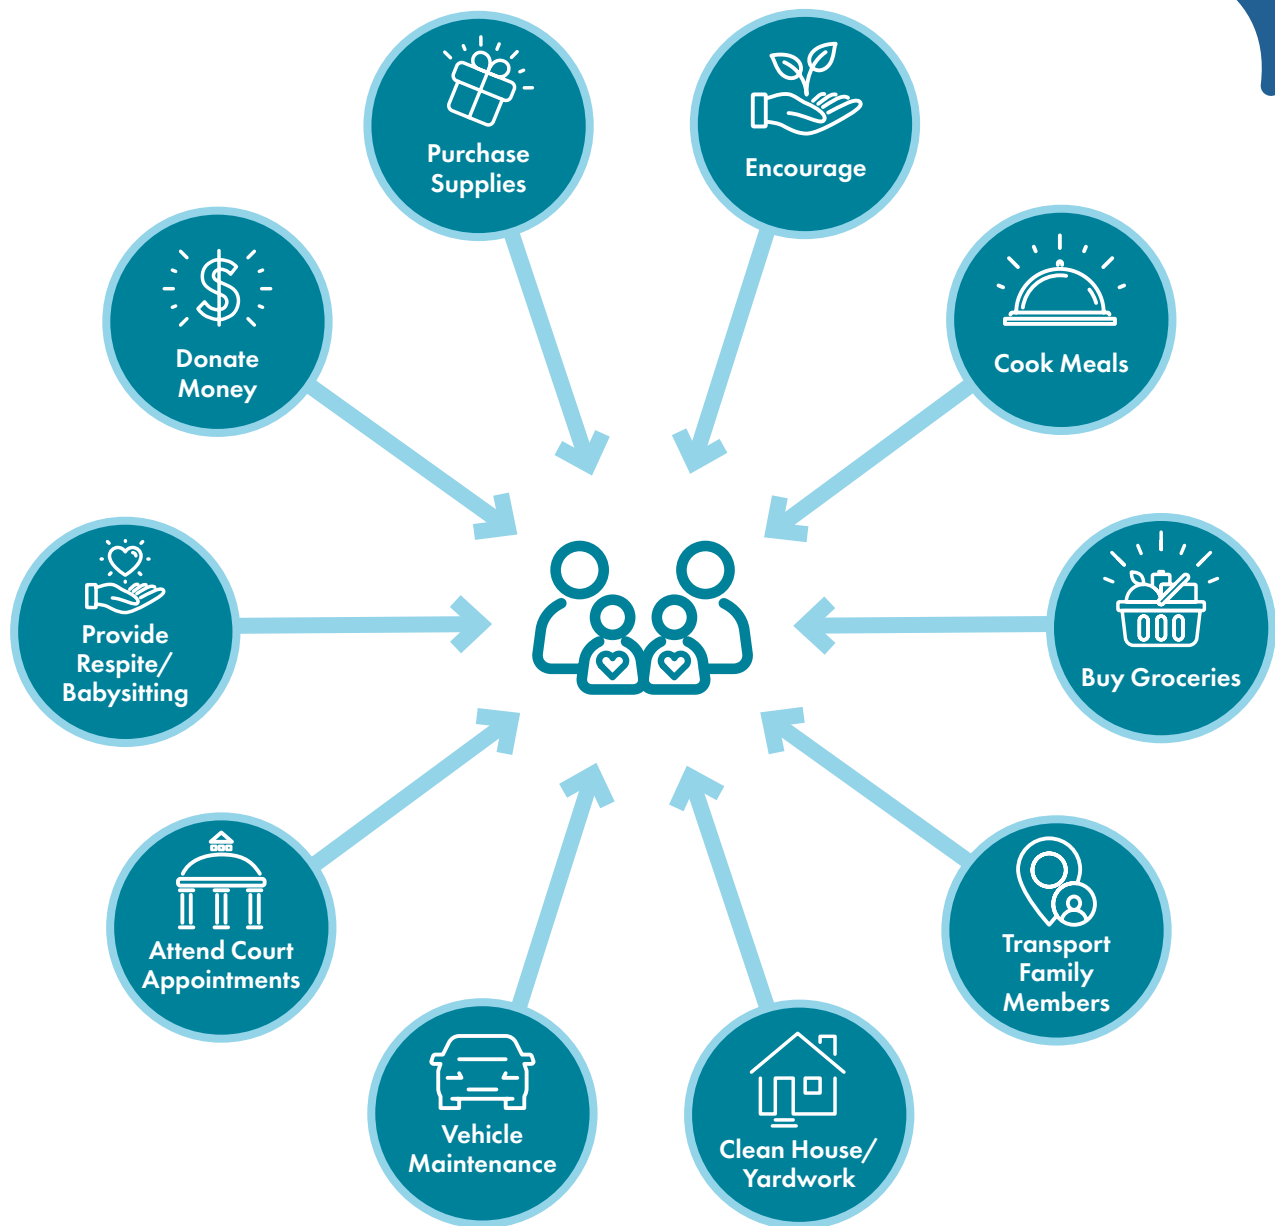 Purchase
Supplies
Encourage
Donate
Money
Cook Meals
Provide
Respite/
Babysitting
Buy Groceries
Attend Court
Appointments
Transport
Family
Members
Vehicle
Maintenance
Clean House/
Yardwork